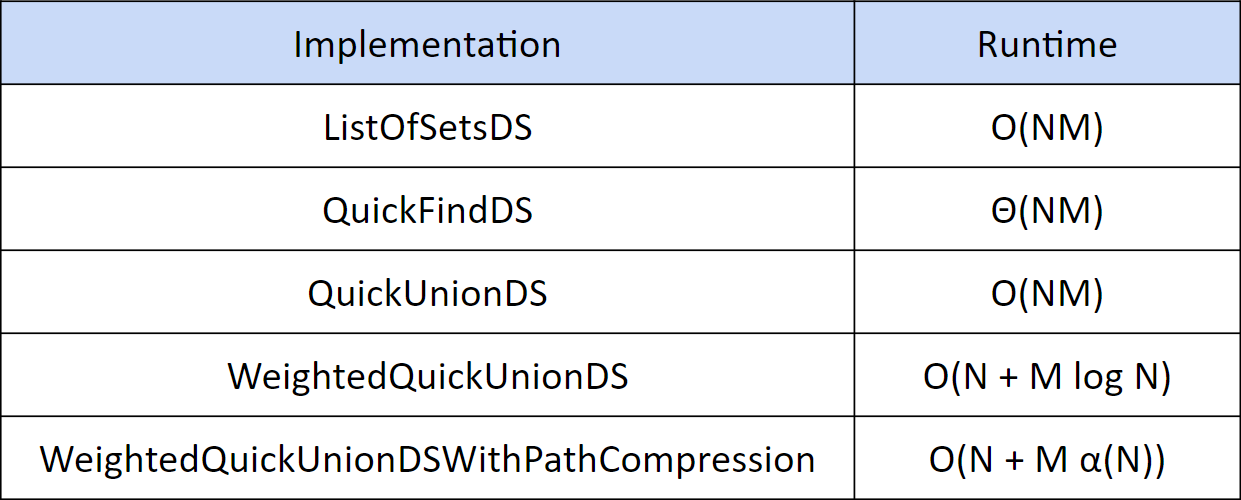 Implementation Runtime
ListOfSetsDS O(NM)
QuickFindDS Θ(NM)
QuickUnionDS O(NM)
WeightedQuickUnionDS O(N + M log N)
WeightedQuickUnionDSWithPathCompression O(N + M α(N))